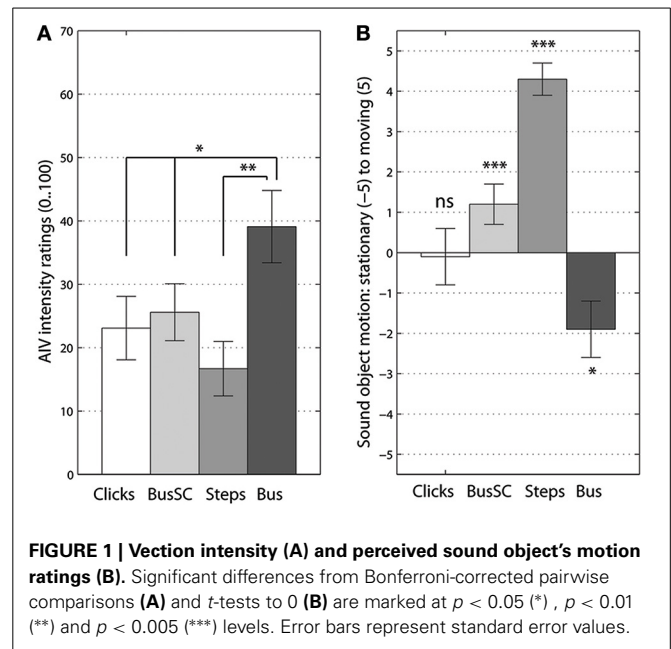 A
70
60
50
40
30
20
10
0
AIV intensity ratings (0..100)
*
**
Clicks BusSC Steps Bus
B
5
4
3
2
1
0
−1
−2
−3
−4
−5
Sound object motion: stationary (−5) to moving (5)
ns
***
***
*
Clicks BusSC Steps Bus
FIGURE 1 | Vection intensity (A) and perceived sound object's motion
ratings (B). Significant differences from Bonferroni-corrected pairwise
comparisons (A) and t-tests to 0 (B) are marked at p < 0.05 (*) , p < 0.01
(**) and p < 0.005 (***) levels. Error bars represent standard error values.